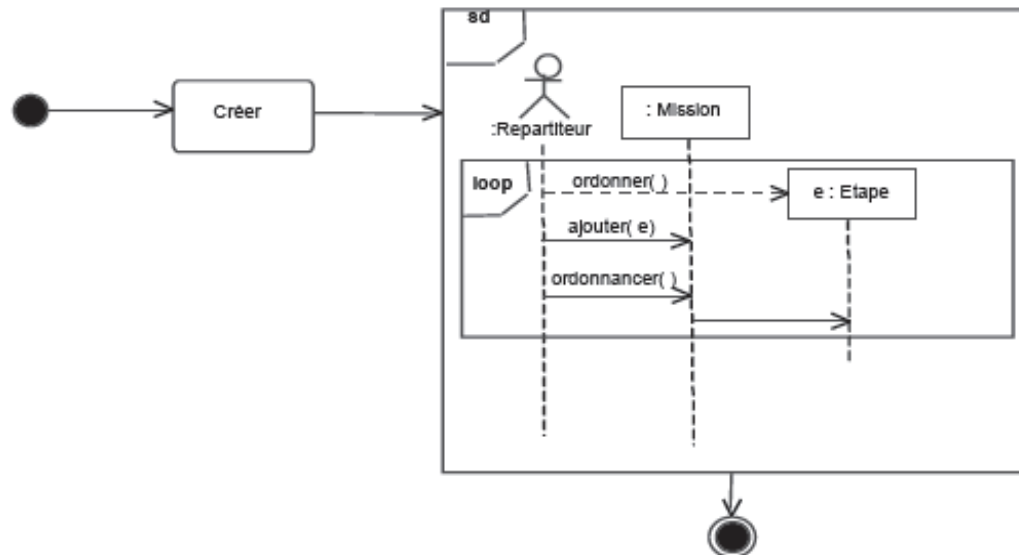 sd
Créer
:Repartiteur
: Mission
loop
ordonner( )
e : Etape
ajouter( e)
ordonnancer( )